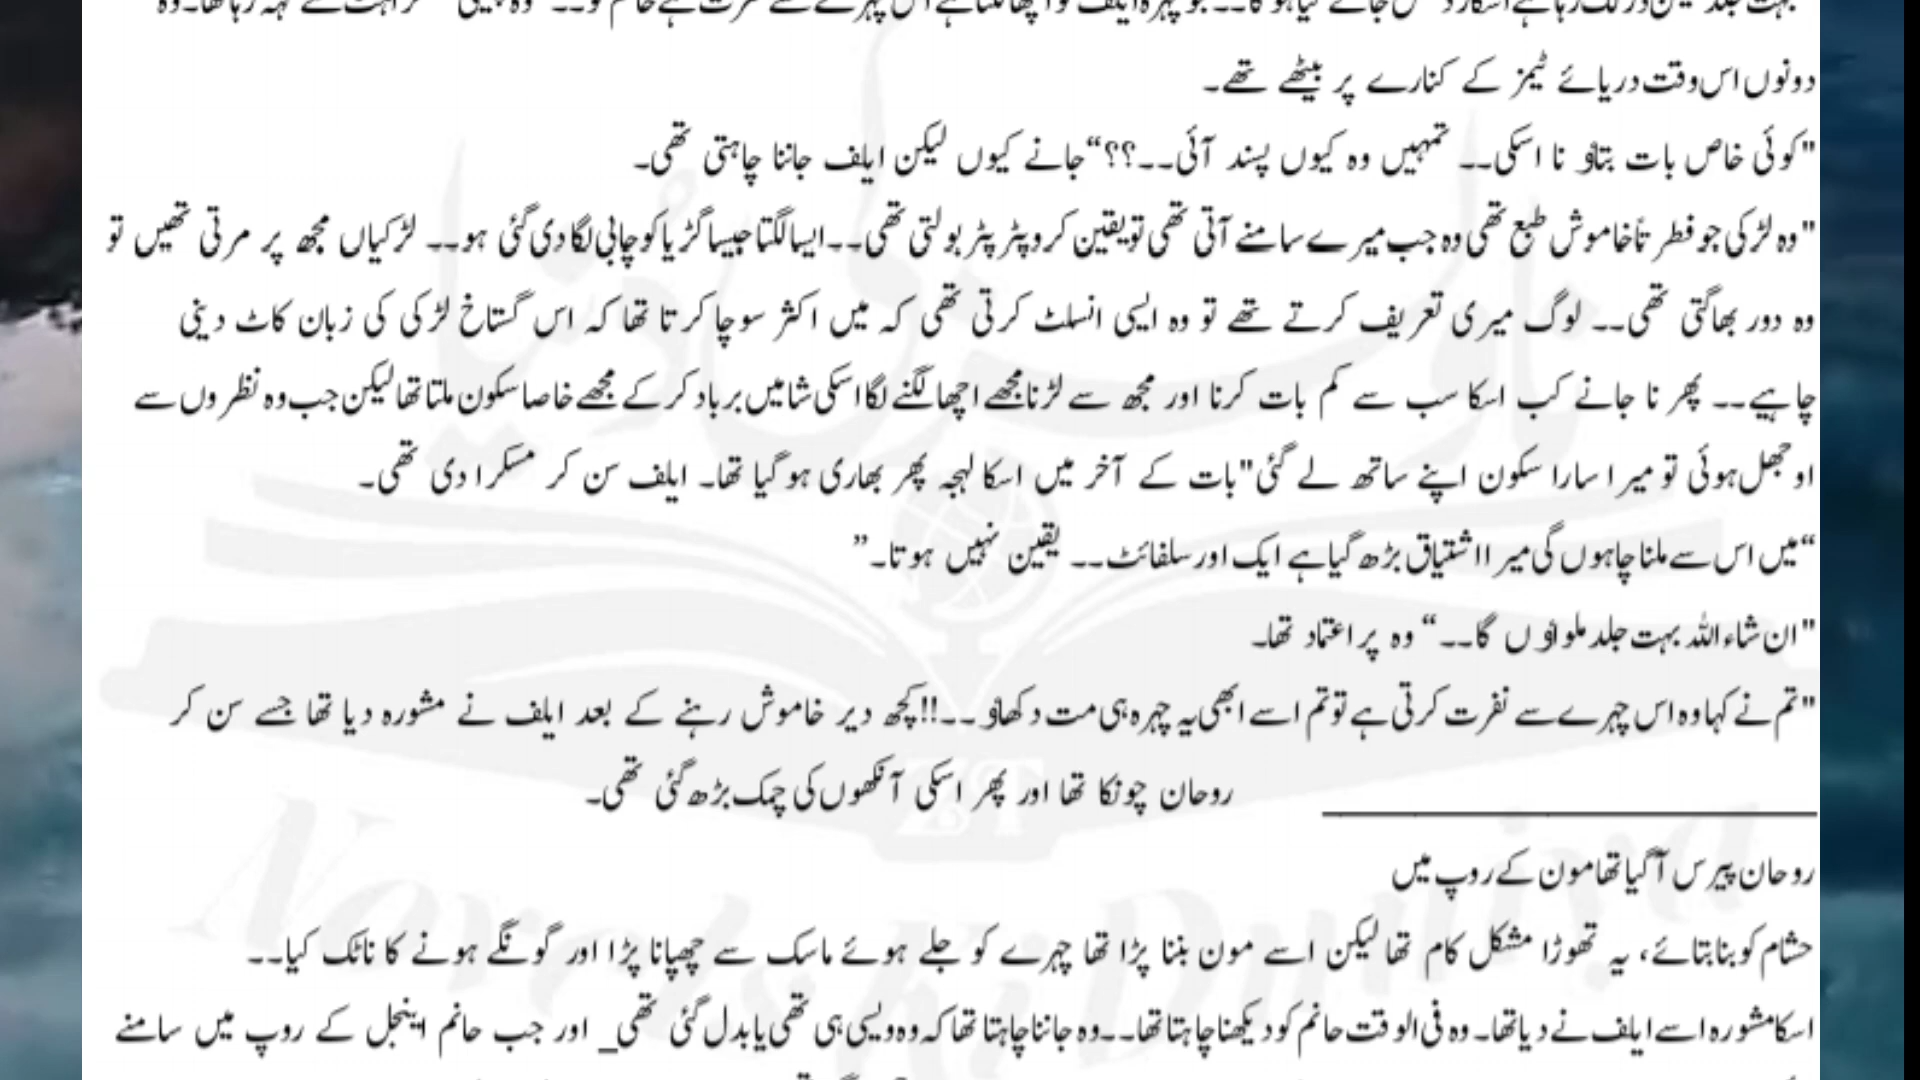 دونوں اس وقت دریائے ٹیمز کے کنارے پر بیٹھے تھے۔
"کوئی خاص بات بتاؤ نا اسکی۔۔ تمہیں وہ کیوں پسند آئی۔۔؟؟“جانے کیوں لیکن ایلف جاننا چاہتی تھی۔
"وہ لڑکی جو فطرتاً خاموش طبع تھی وہ جب میرے سامنے آتی تھی تو یقین کرو پٹر پٹر بولتی تھی۔۔ایسا لگتا جیسا گڑیا کو چابی لگا دی گئی ہو۔۔ لڑکیاں مجھ پر مرتی تھیں تو
وہ دور بھاگتی تھی۔۔ لوگ میری تعریف کرتے تھے تو وہ ایسی انسلٹ کرتی تھی کہ میں اکثر سوچا کرتا تھا کہ اس گستاخ لڑکی کی زبان کاٹ دینی
چاہیے۔۔ پھر نا جانے کب اسکا سب سے کم بات کرنا اور مجھ سے لڑنا مجھے اچھا لگنے لگا اسکی شامیں برباد کر کے مجھے خاصا سکون ملتا تھا لیکن جب وہ نظروں سے
اوجھل ہوئی تو میرا سارا سکون اپنے ساتھ لے گئی"بات کے آخر میں اسکا لہجہ پھر بھاری ہو گیا تھا۔ ایلف سن کر مسکرا دی تھی۔
“میں اس سے ملنا چاہوں گی میرا اشتیاق بڑھ گیا ہے ایک اور سلفائٹ۔۔ یقین نہیں ہوتا۔”
"ان شاءاللہ بہت جلد ملواؤں گا۔۔“ وہ پر اعتماد تھا۔
"تم نے کہا وہ اس چہرے سے نفرت کرتی ہے تو تم اسے ابھی یہ چہرہ ہی مت دکھاؤ۔۔!!کچھ دیر خاموش رہنے کے بعد ایلف نے مشورہ دیا تھا جسے سن کر
روحان چونکا تھا اور پھر اسکی آنکھوں کی چمک بڑھ گئی تھی۔
روحان پیرس آگیا تھا مون کے روپ میں
حشام کو بنا بتائے، یہ تھوڑا مشکل کام تھا لیکن اسے مون بننا پڑا تھا چہرے کو جلے ہوئے ماسک سے چھپانا پڑا اور گونگے ہونے کا ناٹک کیا۔۔
اسکا مشورہ اسے ایلف نے دیا تھا۔ وہ فی الوقت حانم کو دیکھنا چاہتا تھا۔۔وہ جاننا چاہتا تھا کہ وہ ویسی ہی تھی یا بدل گئی تھی_ اور جب حانم اینجل کے روپ میں سامنے